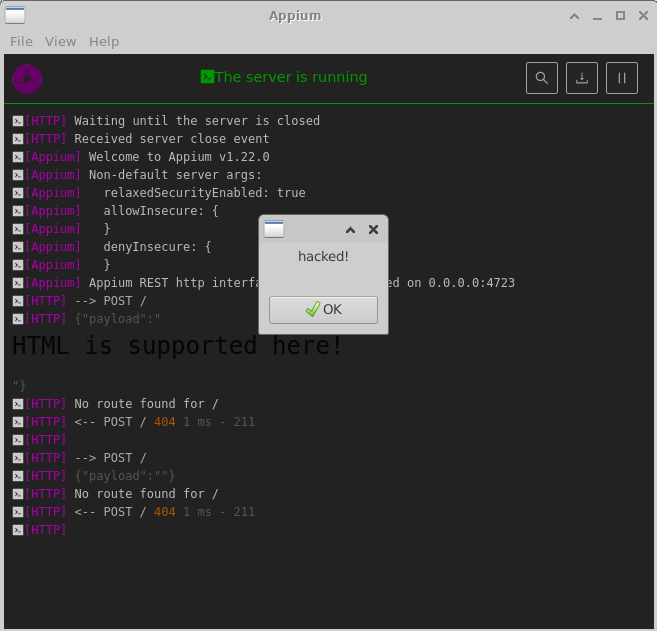 Appium
File View Help
The server is running
[HTTP] Waiting until the server is closed
[HTTP] Received server close event
[Appium] Welcome to Appium v1.22.0
[Appium] Non-default server args:
[Appium] relaxedSecurityEnabled: true
[Appium] allowInsecure: {
[Appium] }
[Appium] denyInsecure: {
[Appium] }
[Appium] Appium REST http interfa
ed on 0.0.0.0:4723
hacked!
OK
[HTTP] --> POST /
[HTTP] {"payload":"
HTML is supported here!
"}
[HTTP] No route found for /
[HTTP] <-- POST / 404 1 ms - 211
[HTTP]
[HTTP] --> POST /
[HTTP] {"payload":""}
[HTTP] No route found for /
[HTTP] <-- POST / 404 1 ms - 211
[HTTP]